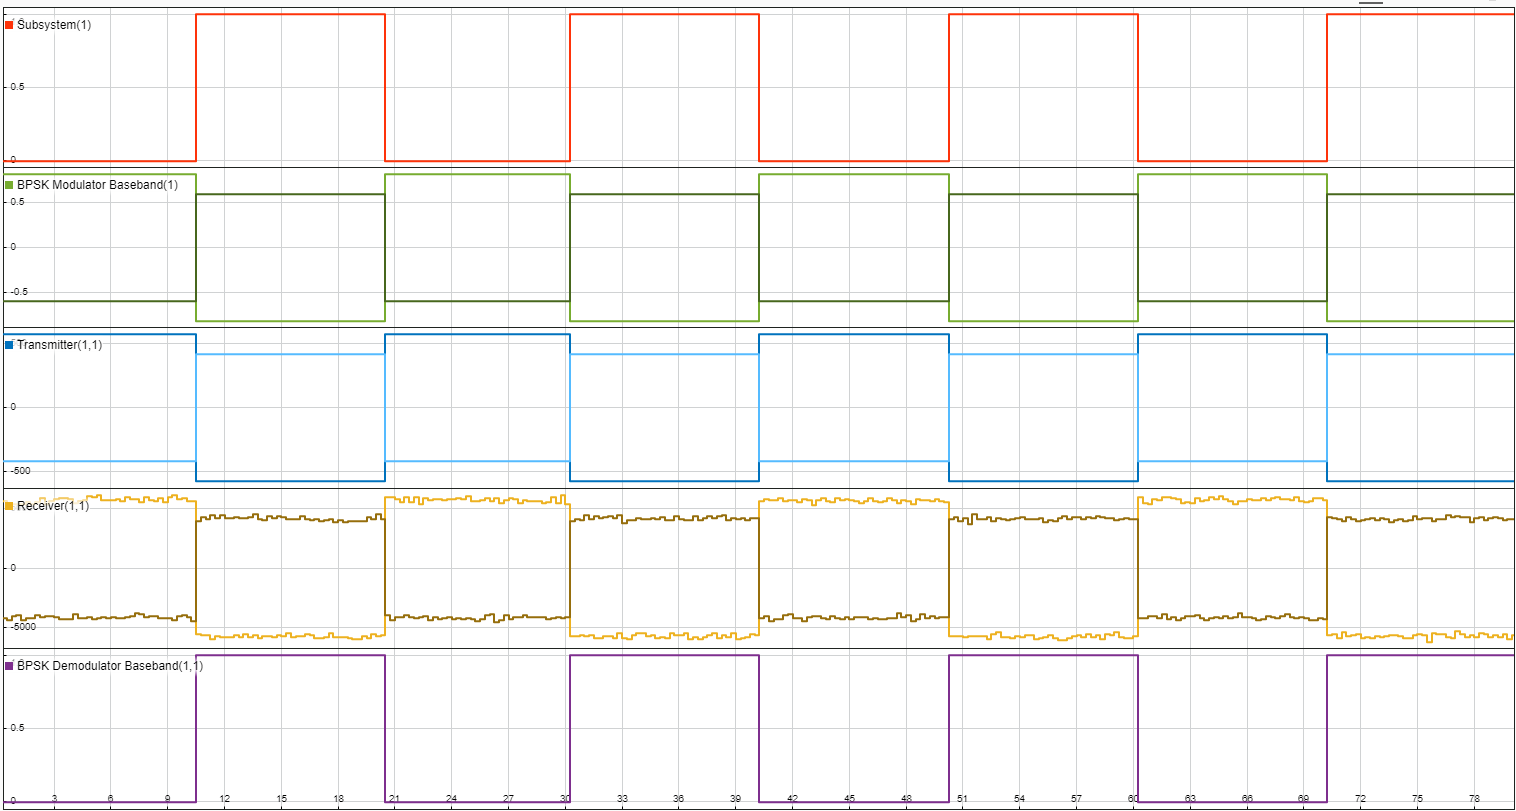 Subsystem(1)
0.5
0
BPSK Modulator Baseband(1)
0.5
0
-0.5
Transmitter(1,1)
0
-500
Receiver(1,1)
0
-5000
BPSK Demodulator Baseband(1,1)
0.5
0 3 6 9 12 15 18 21 24 27 30 33 36 39 42 45 48 51 54 57 60 63 66 69 72 75 78